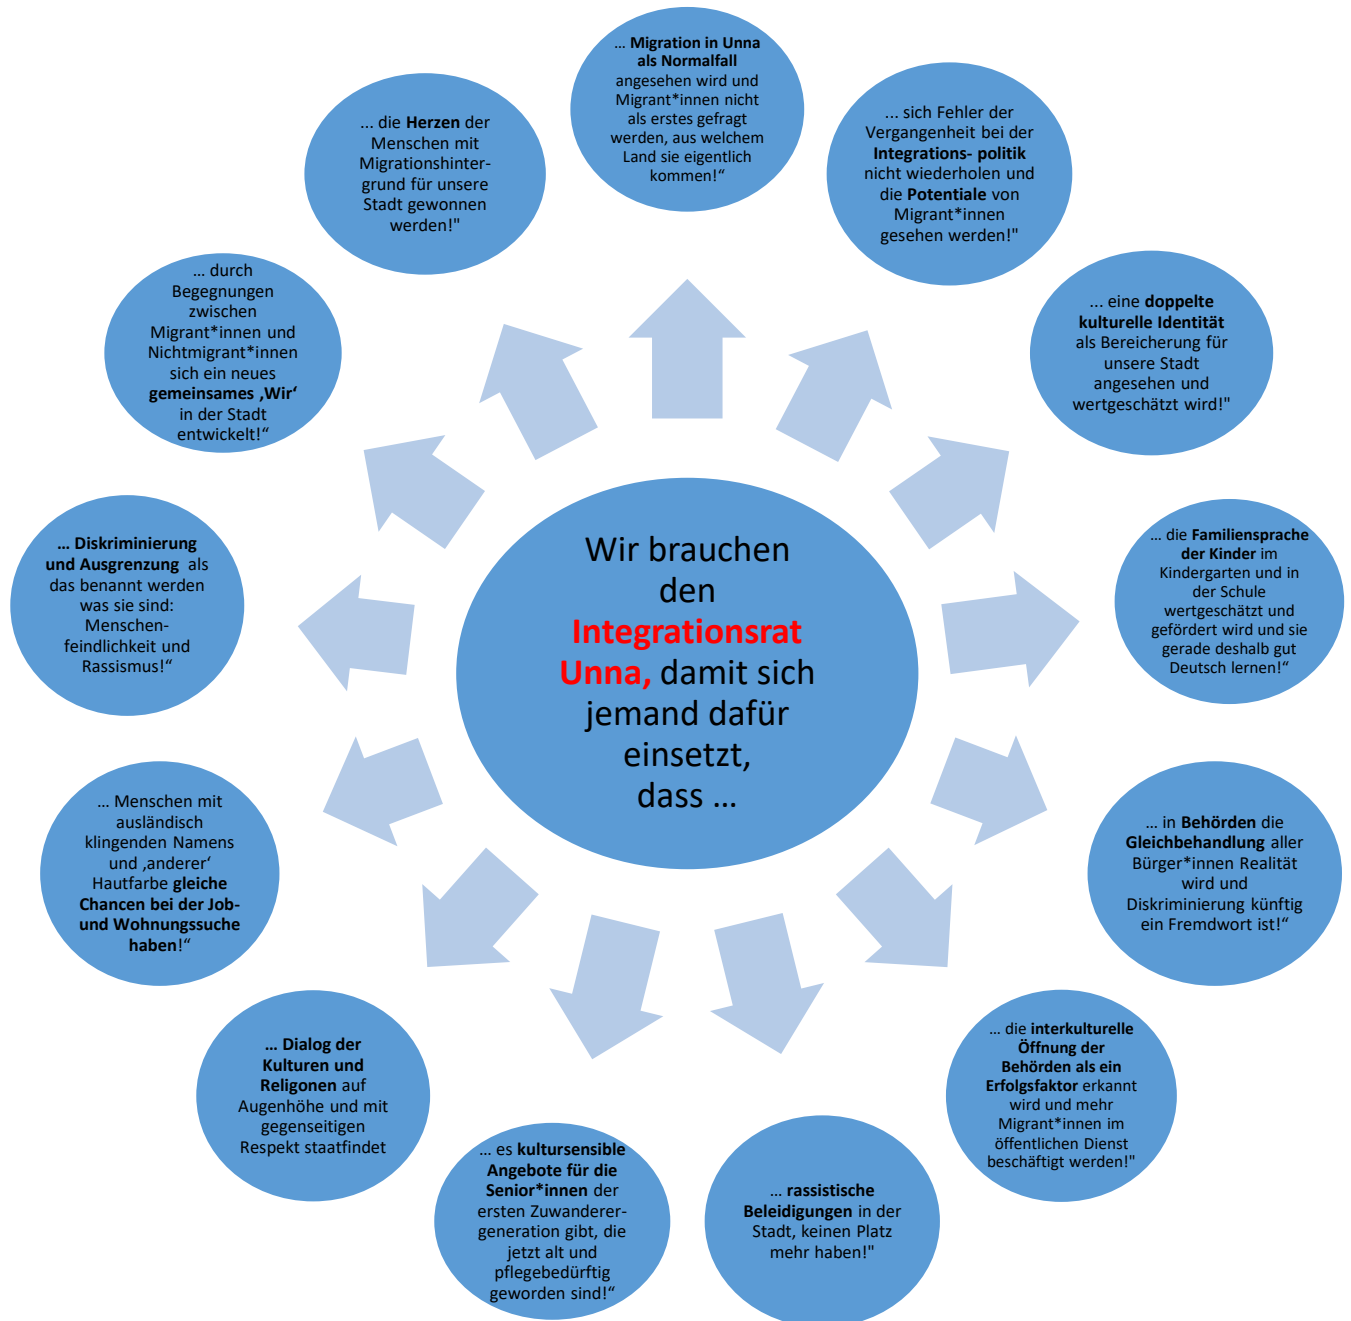 Wir brauchen
den
Integrationsrat
Unna, damit sich
jemand dafür
einsetzt,
dass ...
... Migration in Unna
als Normalfall
angesehen wird und
Migrant*innen nicht
als erstes gefragt
werden, aus welchem
Land sie eigentlich
kommen!“
... sich Fehler der
Vergangenheit bei der
Integrations- politik
nicht wiederholen und
die Potentiale von
Migrant*innen
gesehen werden!"
... eine doppelte
kulturelle Identität
als Bereicherung für
unsere Stadt
angesehen und
wertgeschätzt wird!"
... die Familiensprache
der Kinder im
Kindergarten und in
der Schule
wertgeschätzt und
gefördert wird und sie
gerade deshalb gut
Deutsch lernen!“
... in Behörden die
Gleichbehandlung aller
Bürger*innen Realität
wird und
Diskriminierung künftig
ein Fremdwort ist!“
... die interkulturelle
Öffnung der
Behörden als ein
Erfolgsfaktor erkannt
wird und mehr
Migrant*innen im
öffentlichen Dienst
beschäftigt werden!"
... rassistische
Beleidigungen in der
Stadt, keinen Platz
mehr haben!"
... es kultursensible
Angebote für die
Senior*innen der
ersten Zuwanderer-
generation gibt, die
jetzt alt und
pflegebedürftig
geworden sind!“
... Dialog der
Kulturen und
Religonen auf
Augenhöhe und mit
gegenseitigen
Respekt staatfindet
... Menschen mit
ausländisch
klingenden Namens
und ‚anderer‘
Hautfarbe gleiche
Chancen bei der Job-
und Wohnungssuche
haben!“
... Diskriminierung
und Ausgrenzung als
das benannt werden
was sie sind:
Menschen-
feindlichkeit und
Rassismus!“
... durch
Begegnungen
zwischen
Migrant*innen und
Nichtmigrant*innen
sich ein neues
gemeinsames ‚Wir‘
in der Stadt
entwickelt!“
... die Herzen der
Menschen mit
Migrationshinter-
grund für unsere
Stadt gewonnen
werden!"